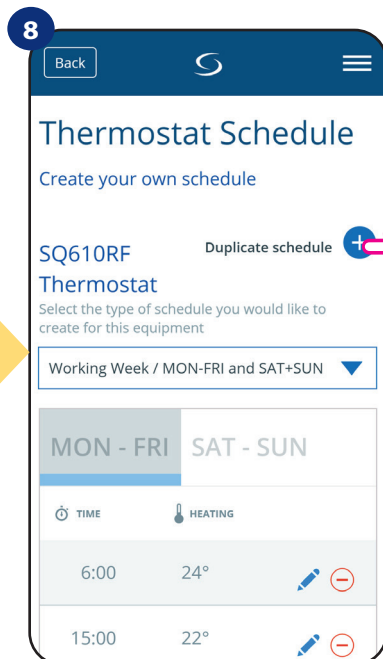 8
Back
Thermostat Schedule
Create your own schedule
SQ610RF
Thermostat
Duplicate schedule
Select the type of schedule you would like to
create for this equipment
Working Week / MON-FRI and SAT+SUN
MON - FRI SAT - SUN
TIME HEATING
6:00 24°
15:00 22°